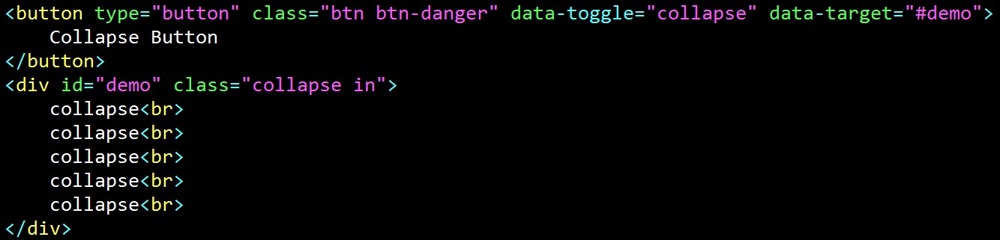 <button type="button" class="btn btn-danger" data-toggle="collapse" data-target="#demo">
    Collapse Button
</button>
<div id="demo" class="collapse in">
    collapse<br>
    collapse<br>
    collapse<br>
    collapse<br>
    collapse<br>
</div>